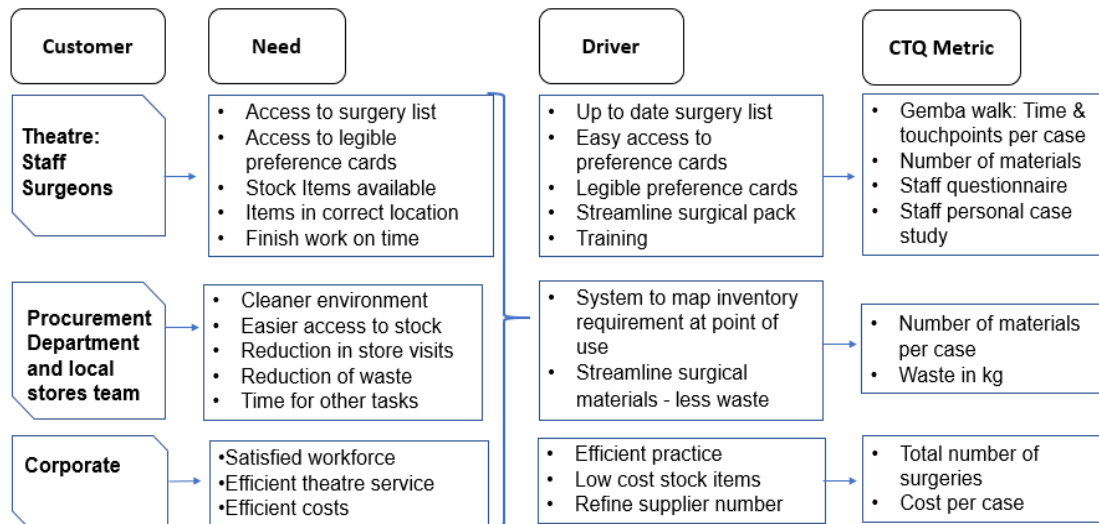 Customer
Need
Driver
CTQ Metric
Theatre:
Staff
Surgeons
• Access to surgery list
• Access to legible
preference cards
• Stock Items available
• Items in correct location
• Finish work on time
• Up to date surgery list
• Easy access to
preference cards
• Legible preference cards
• Streamline surgical pack
• Training
• Gemba walk: Time &
touchpoints per case
• Number of materials
• Staff questionnaire
• Staff personal case
study
Procurement
Department
and local
stores team
• Cleaner environment
• Easier access to stock
• Reduction in store visits
• Reduction of waste
• Time for other tasks
• System to map inventory
requirement at point of
use
• Streamline surgical
materials - less waste
• Number of materials
per case
• Waste in kg
Corporate
•Satisfied workforce
•Efficient theatre service
•Efficient costs
• Efficient practice
• Low cost stock items
• Refine supplier number
• Total number of
surgeries
• Cost per case